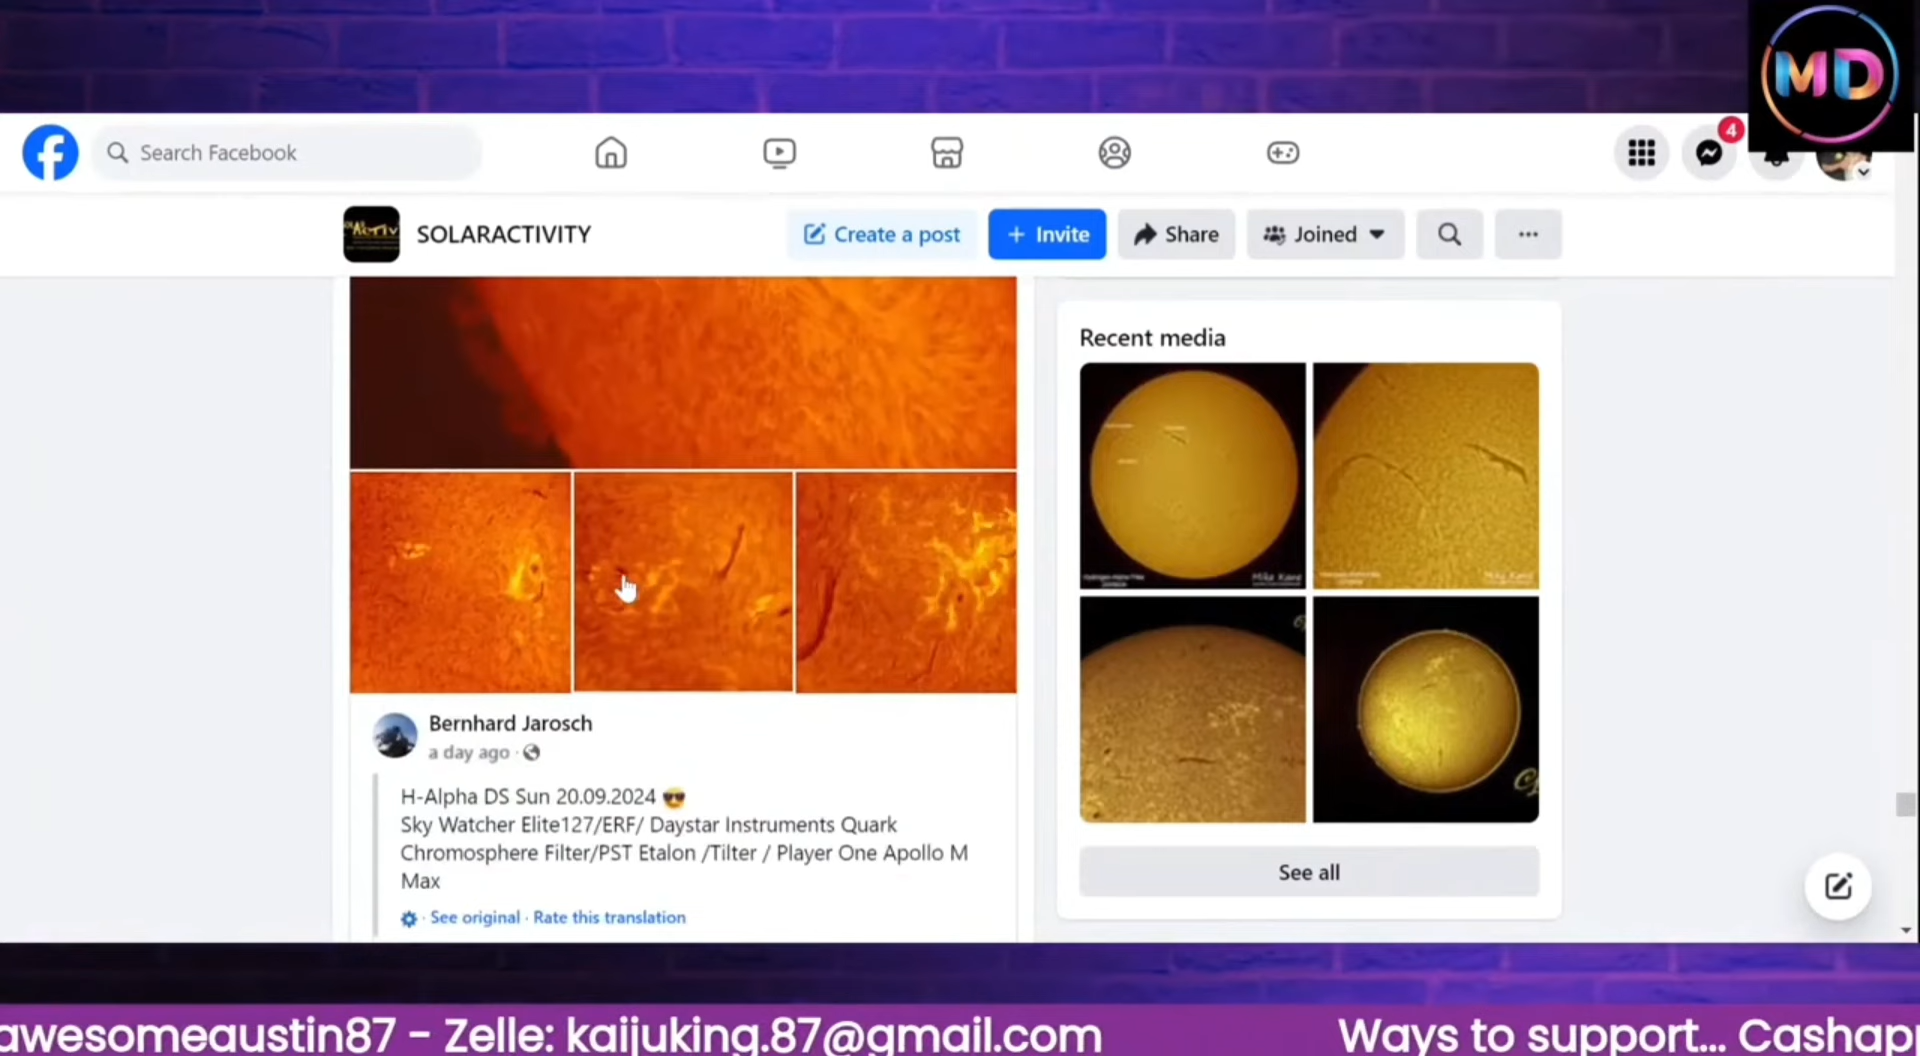 MD
Search Facebook
4
SOLARACTIVITY
Create a post
+ Invite
Share
Joined
Recent media
Bernhard Jarosch
a day ago ·
H-Alpha DS Sun 20.09.2024 😎
Sky Watcher Elite127/ERF/ Daystar Instruments Quark
Chromosphere Filter/PST Etalon /Tilter / Player One Apollo M
Max
· See original · Rate this translation
See all
awesomeaustin87 - Zelle: kaijuking.87@gmail.com
Ways to support... Cashapp